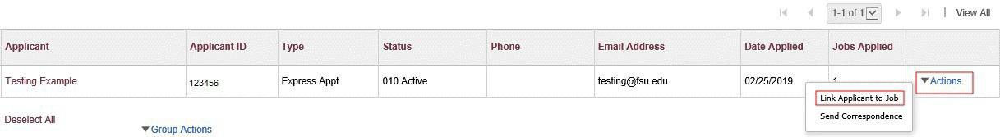 1-1 of 1 | View All
Applicant Applicant ID Type Status Phone Email Address Date Applied Jobs Applied
Testing Example 123456 Express Appt 010 Active testing@fsu.edu 02/25/2019 1 Actions
Link Applicant to Job
Send Correspondence
Deselect All
Group Actions